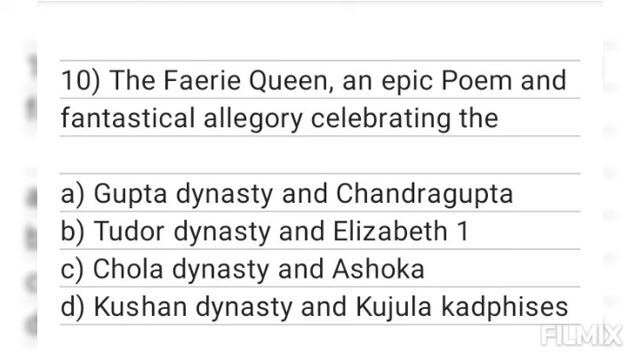 10) The Faerie Queen, an epic Poem and
fantastical allegory celebrating the
a) Gupta dynasty and Chandragupta
b) Tudor dynasty and Elizabeth 1
c) Chola dynasty and Ashoka
d) Kushan dynasty and Kujula kadphises
FILMIX